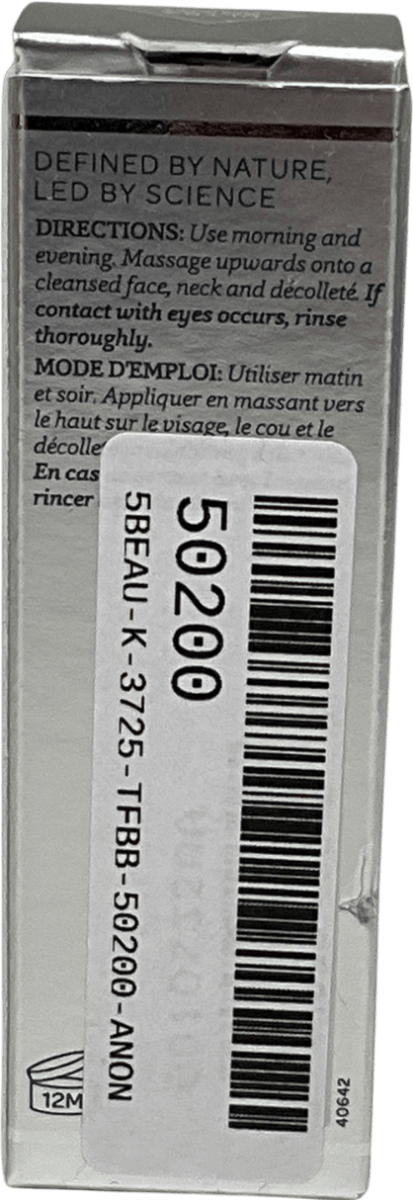 DEFINED BY NATURE,
LED BY SCIENCE
DIRECTIONS: Use morning and
evening. Massage upwards onto a
cleansed face, neck and décolleté. If
contact with eyes occurs, rinse
thoroughly.
MODE D'EMPLOI: Utiliser matin
et soir. Appliquer en massant vers
le haut sur le visage, le cou et le
décolle
En cas
rincer
50200
5BEAU-K-3725-TFBB-50200-ANON
12M
40642